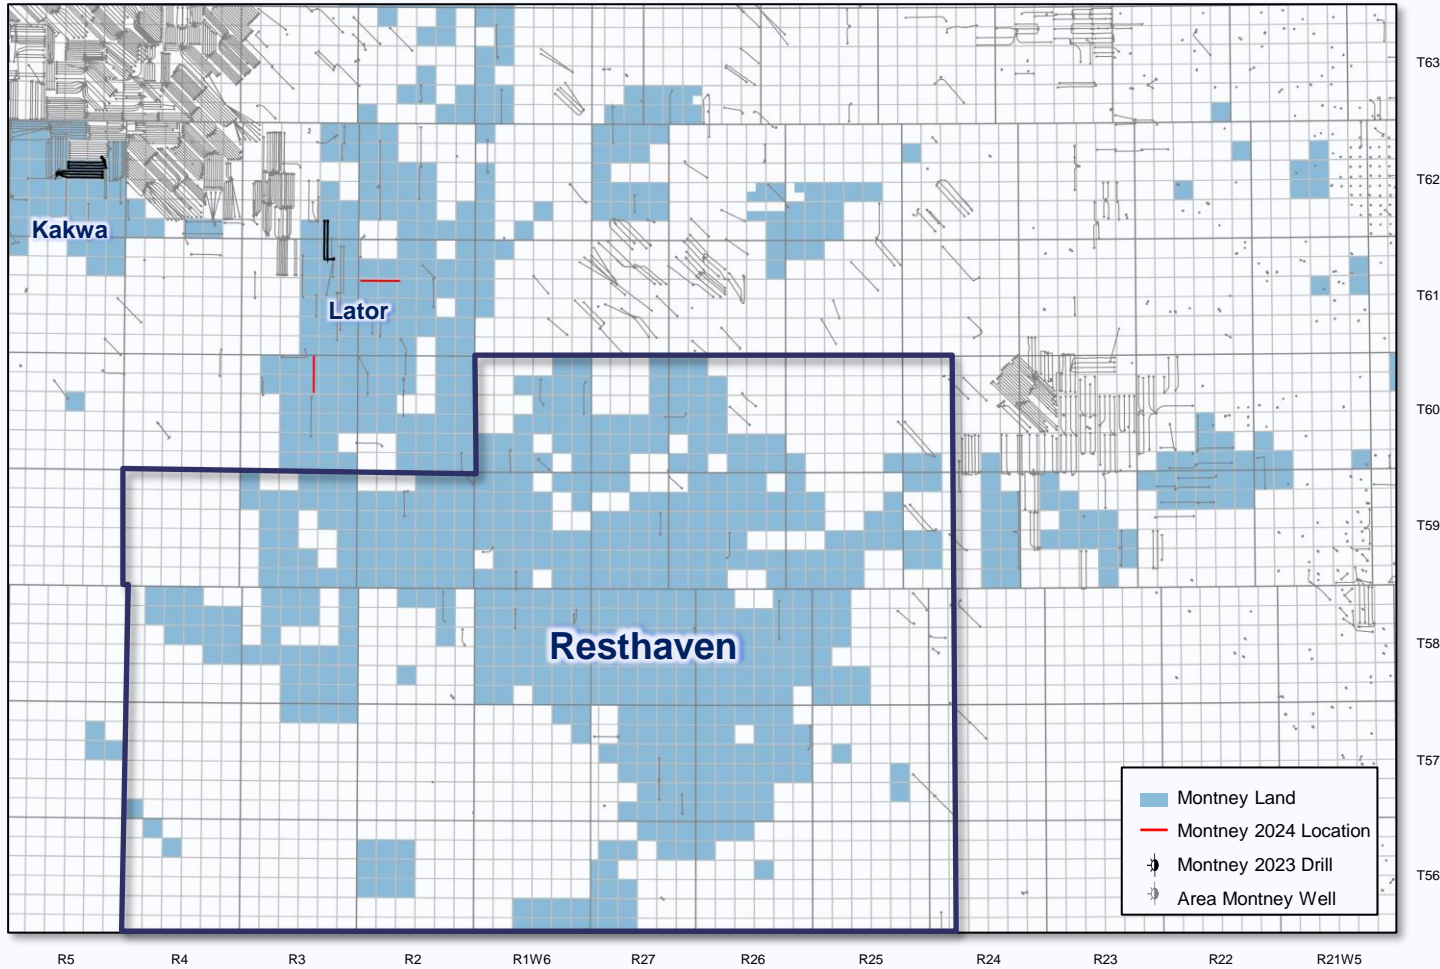 T63
T62
Kakwa
T61
Lator
T60
T59
Resthaven
T58
T57
Montney Land
Montney 2024 Location
Montney 2023 Drill
Area Montney Well
T56
R5 R4 R3 R2 R1W6 R27 R26 R25 R24 R23 R22 R21W5